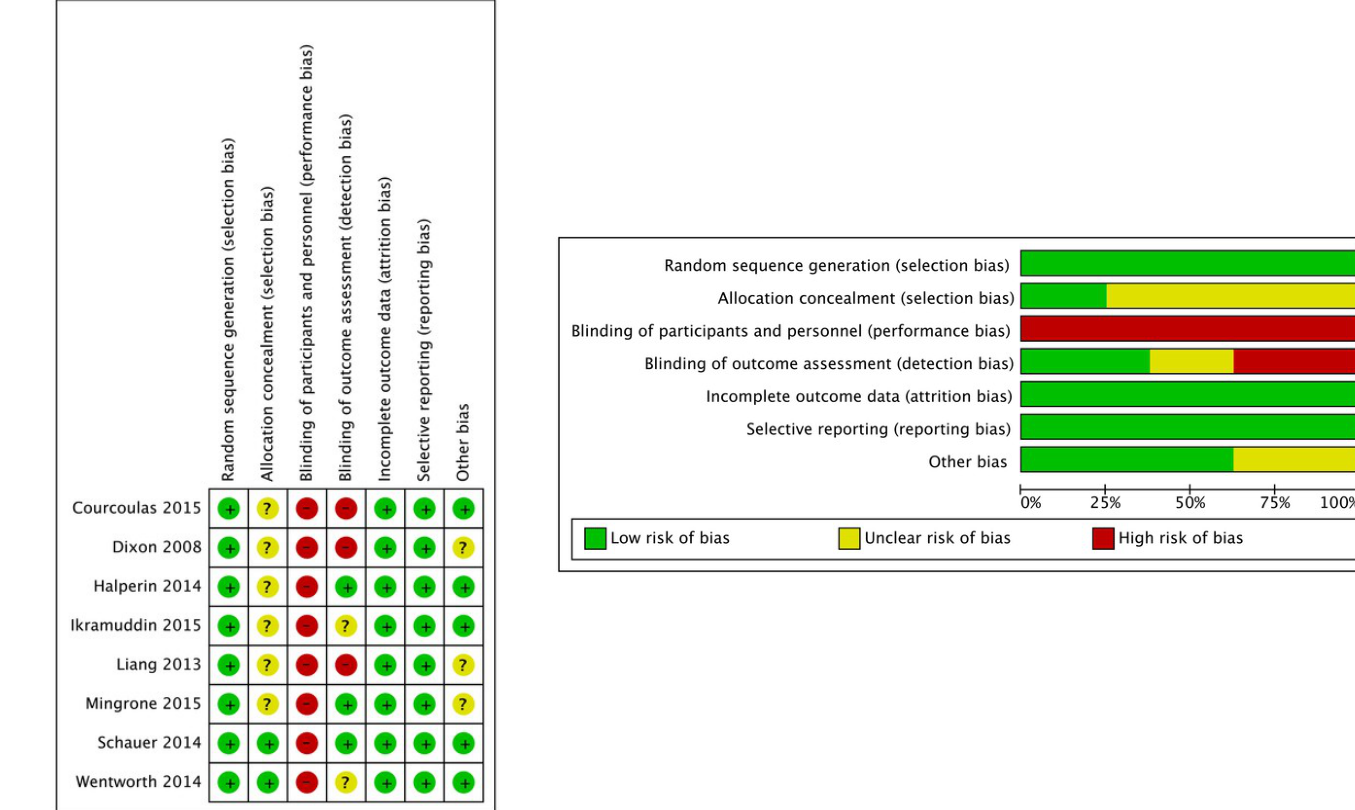 Random sequence generation (selection bias)
Allocation concealment (selection bias)
Blinding of participants and personnel (performance bias)
Blinding of outcome assessment (detection bias)
Incomplete outcome data (attrition bias)
Selective reporting (reporting bias)
Other bias
Courcoulas 2015 + ? - - + + +
Dixon 2008 + ? - - + + ?
Halperin 2014 + ? - + + + +
Ikramuddin 2015 + ? - ? + + +
Liang 2013 + ? - - + + ?
Mingrone 2015 + ? - + + + ?
Schauer 2014 + + - + + + +
Wentworth 2014 + + - ? + + +
Random sequence generation (selection bias)
Allocation concealment (selection bias)
Blinding of participants and personnel (performance bias)
Blinding of outcome assessment (detection bias)
Incomplete outcome data (attrition bias)
Selective reporting (reporting bias)
Other bias
0% 25% 50% 75% 100%
Low risk of bias Unclear risk of bias High risk of bias